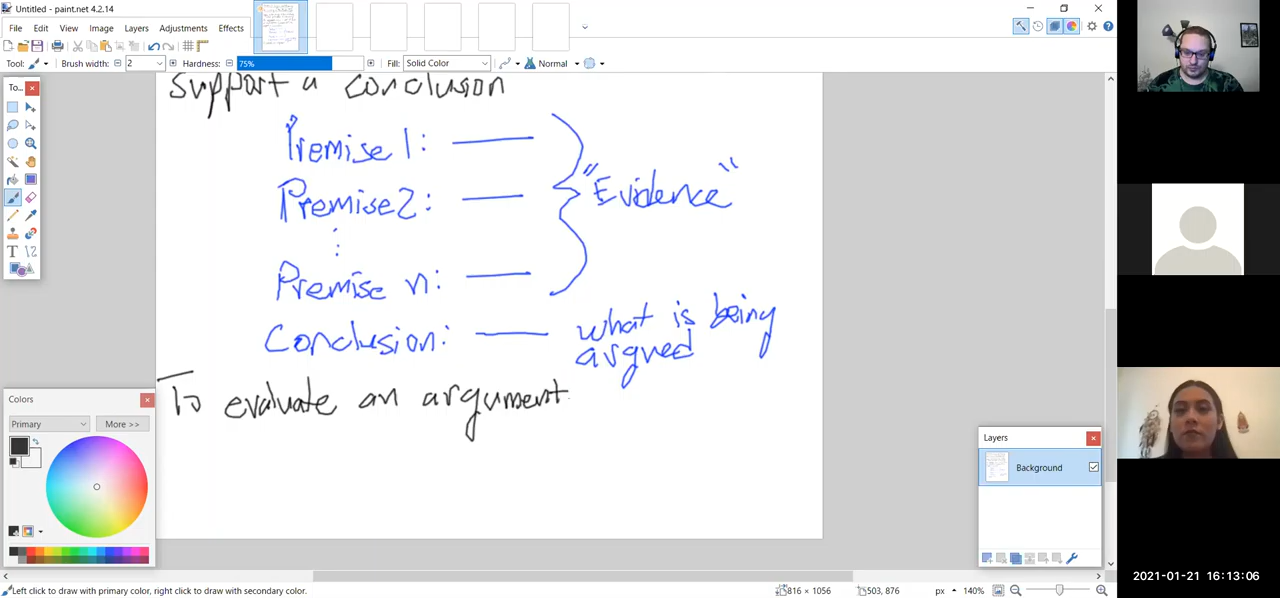 Untitled - paint.net 4.2.14
File Edit View Image Layers Adjustments Effects
Tool: Brush width: 2 Hardness: 75% Fill: Solid Color Normal
To...
support a conclusion
Premise 1: "Evidence"
Premise 2:
Premise n:
Conclusion: what is being
argued
To evaluate an argument
Colors
Primary More >>
Layers
Background
2021-01-21 16:13:06
Left click to draw with primary color, right click to draw with secondary color. 816 × 1056 503, 876 px 140%